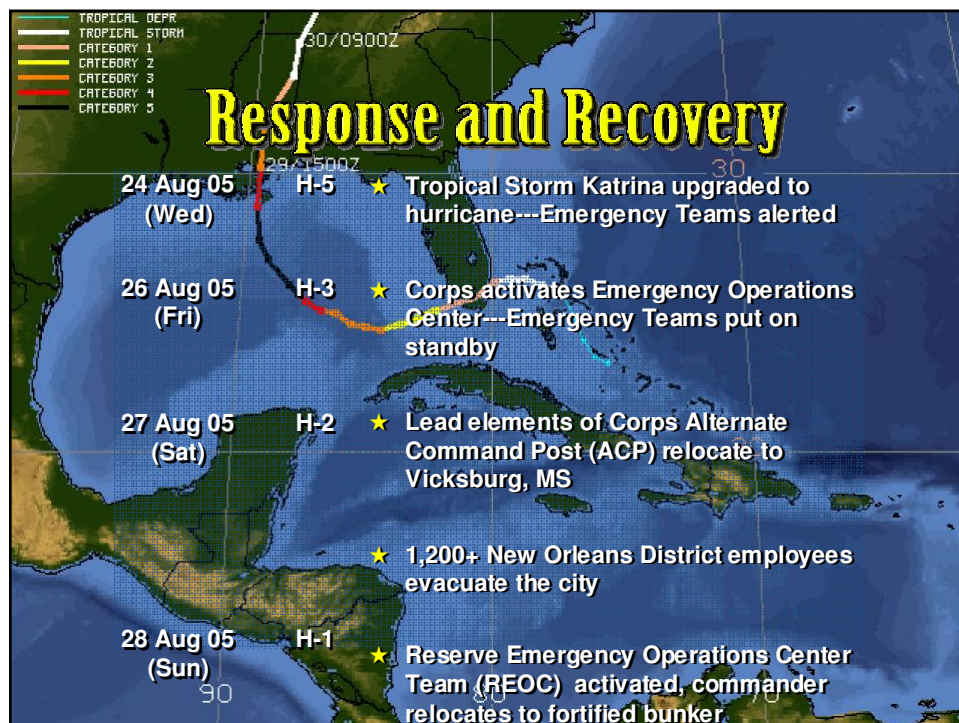 TROPICAL DEPR
TROPICAL STORM
CATEGORY 1
CATEGORY 2
CATEGORY 3
CATEGORY 4
CATEGORY 5
30/0900Z
Response and Recovery
29/1500Z
30
24 Aug 05
(Wed)
H-5
Tropical Storm Katrina upgraded to
hurricane---Emergency Teams alerted
26 Aug 05
(Fri)
H-3
Corps activates Emergency Operations
Center---Emergency Teams put on
standby
27 Aug 05
(Sat)
H-2
Lead elements of Corps Alternate
Command Post (ACP) relocate to
Vicksburg, MS
20
1,200+ New Orleans District employees
evacuate the city
28 Aug 05
(Sun)
H-1
Reserve Emergency Operations Center
Team (REOC) activated, commander
relocates to fortified bunker
90
80
70